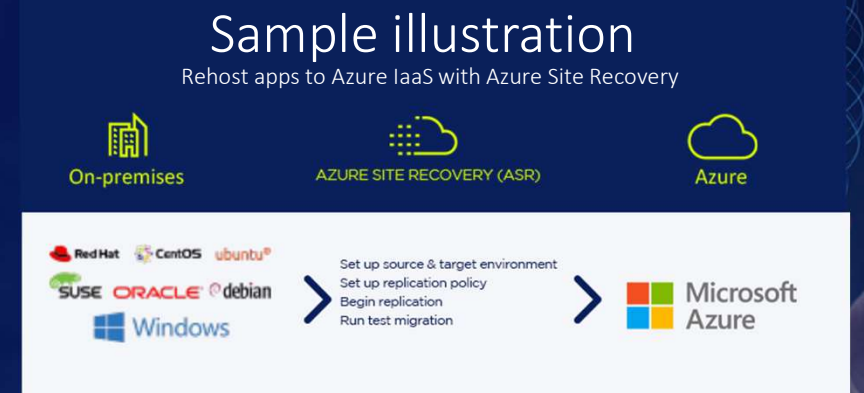 Sample illustration
Rehost apps to Azure IaaS with Azure Site Recovery
On-premises
AZURE SITE RECOVERY (ASR)
Azure
Red Hat CentOS ubuntu®
SUSE ORACLE debian
Windows
Set up source & target environment
Set up replication policy
Begin replication
Run test migration
Microsoft
Azure